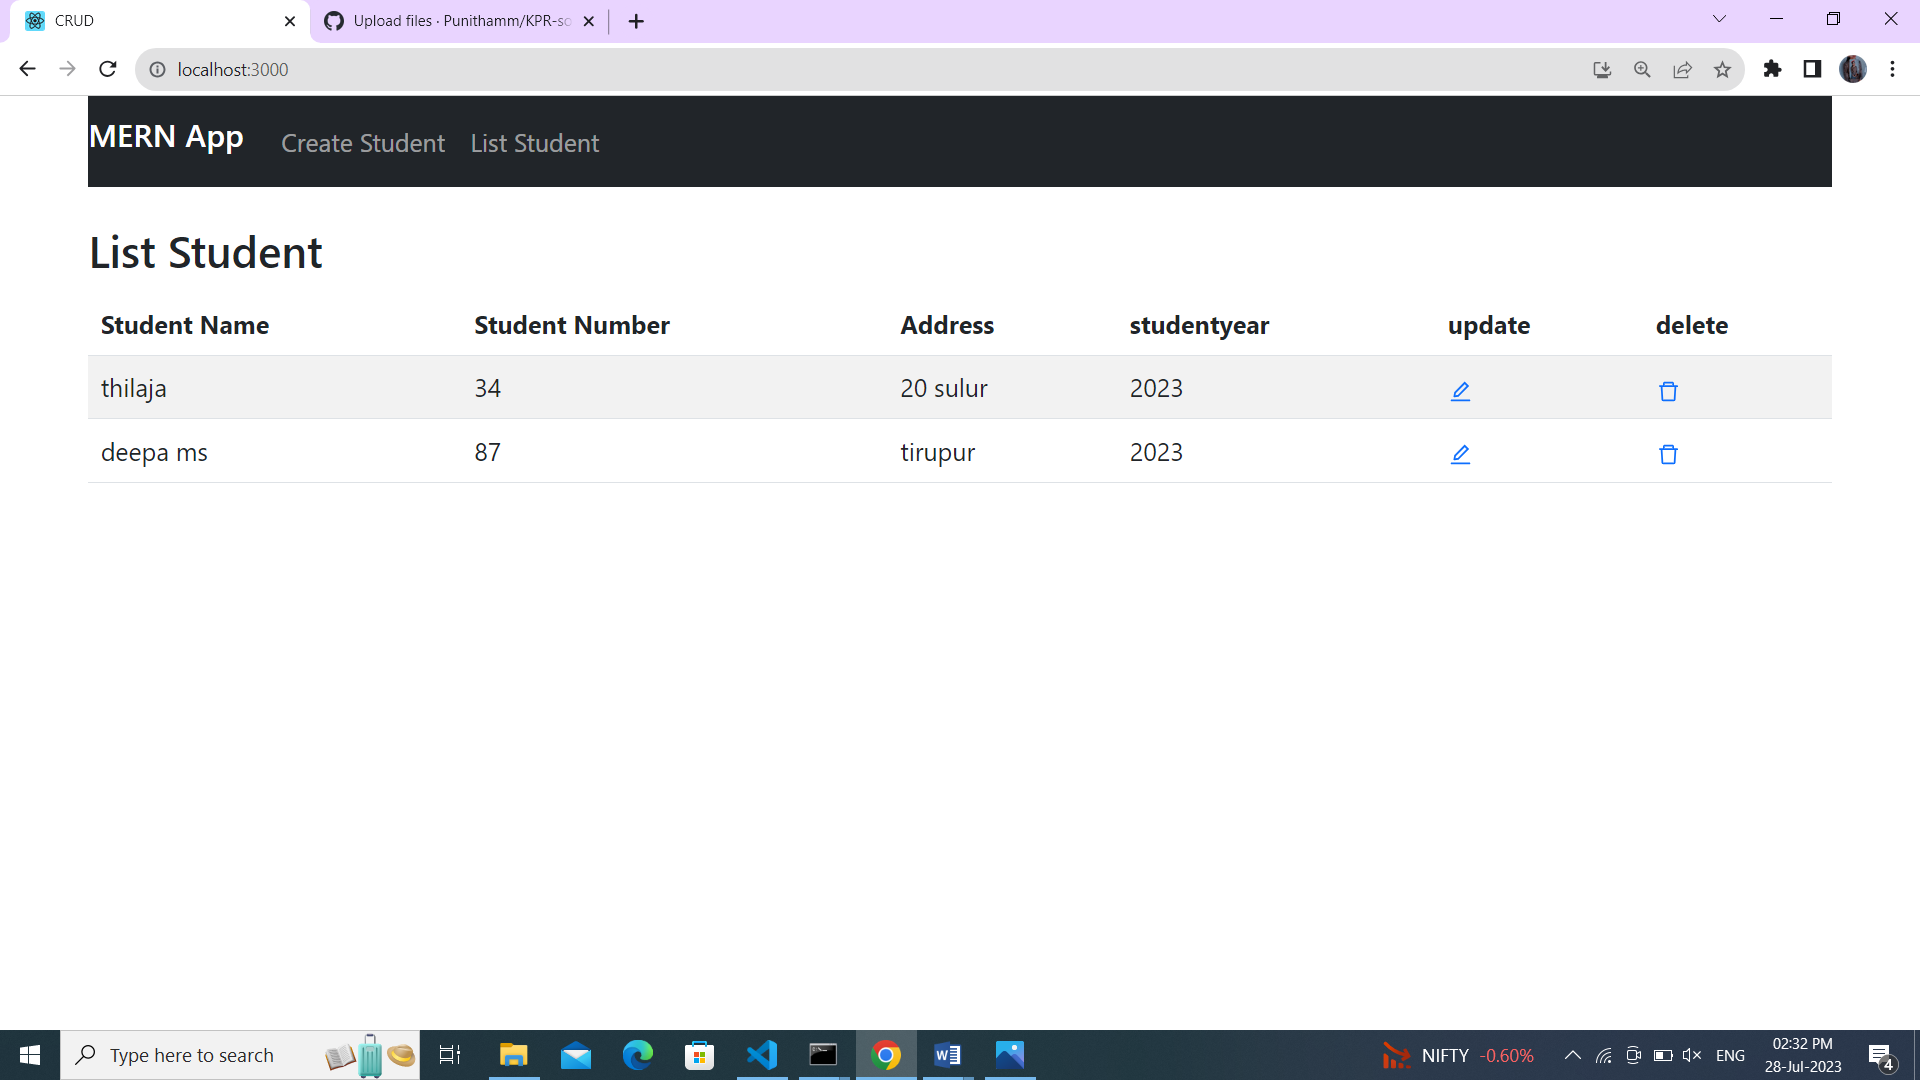 CRUD
Upload files · Punithamm/KPR-so
localhost:3000
MERN App Create Student List Student
List Student
Student Name Student Number Address studentyear update delete
thilaja 34 20 sulur 2023
deepa ms 87 tirupur 2023
Type here to search
NIFTY -0.60%
ENG
02:32 PM
28-Jul-2023
4